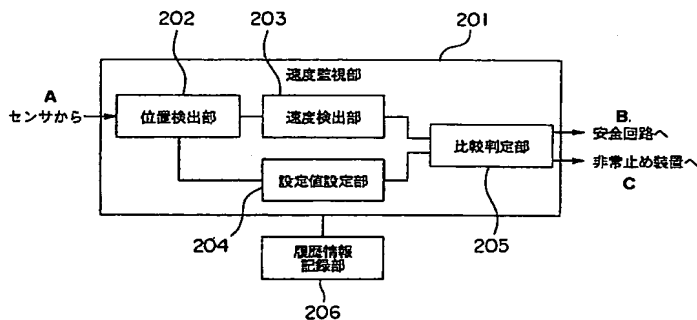 202
203
201
速度監視部
A
センサから
位置検出部
速度検出部
設定値設定部
比較判定部
B.
安全回路へ
非常止め装置へ
C
204
205
履歴情報
記録部
206